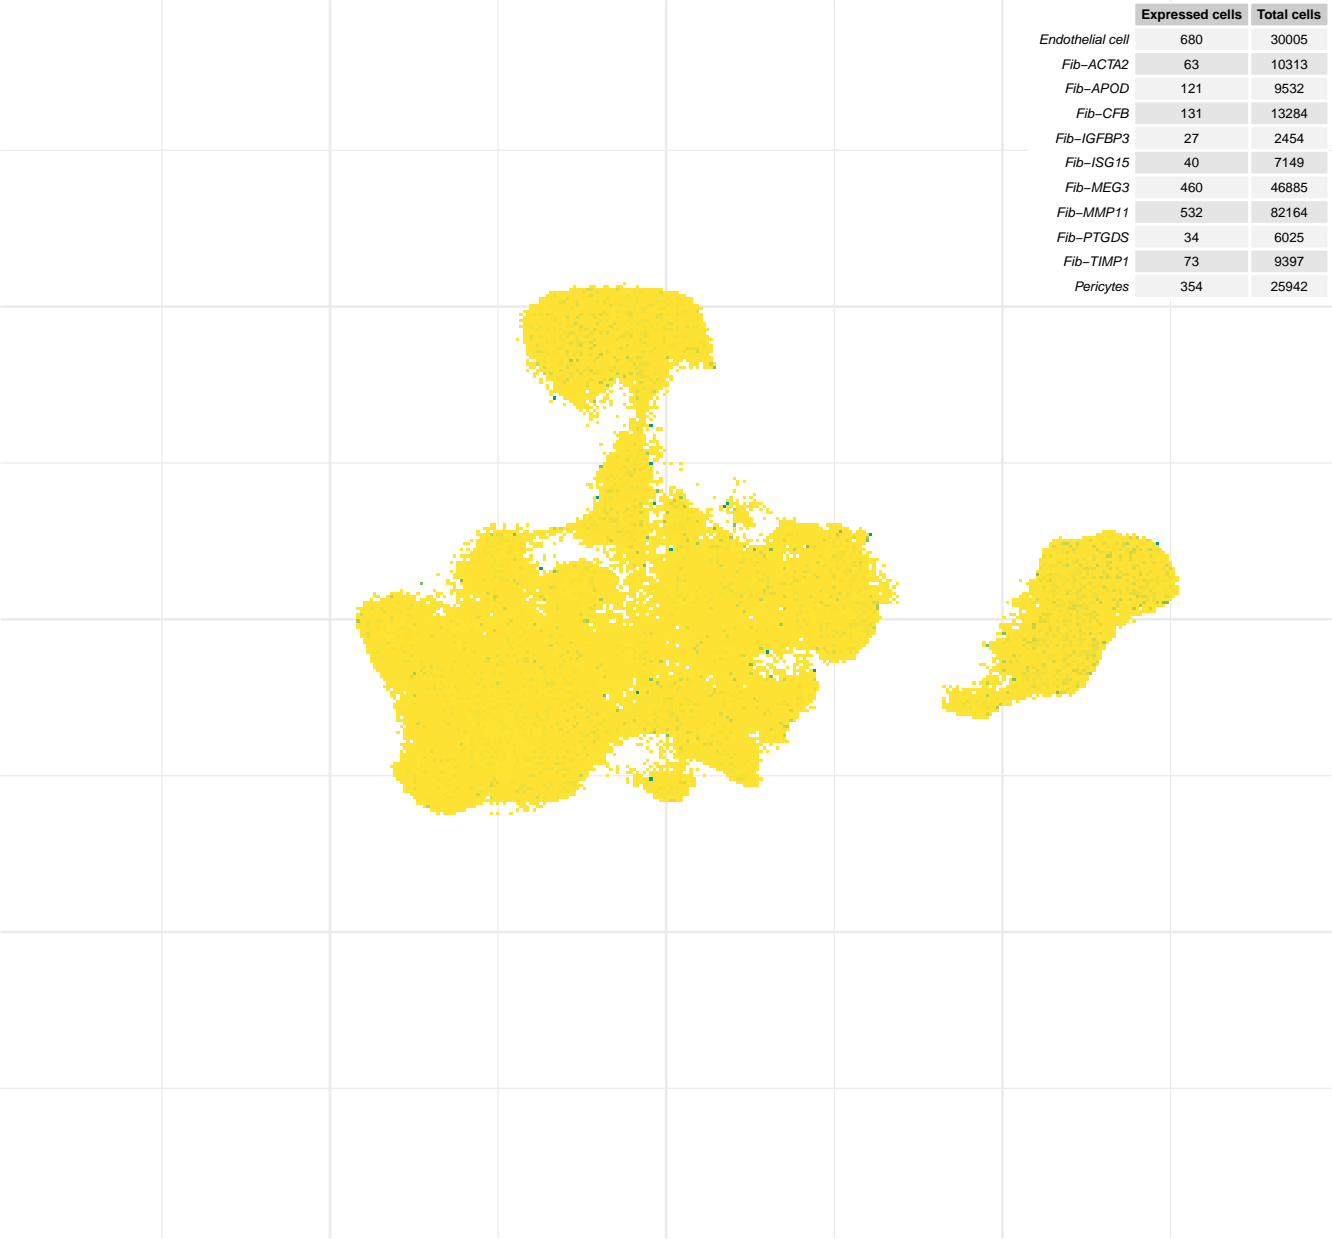 Expressed cells Total cells
Endothelial cell 680 30005
Fib−ACTA2 63 10313
Fib−APOD 121 9532
Fib−CFB 131 13284
Fib−IGFBP3 27 2454
Fib−ISG15 40 7149
Fib−MEG3 460 46885
Fib−MMP11 532 82164
Fib−PTGDS 34 6025
Fib−TIMP1 73 9397
Pericytes 354 25942